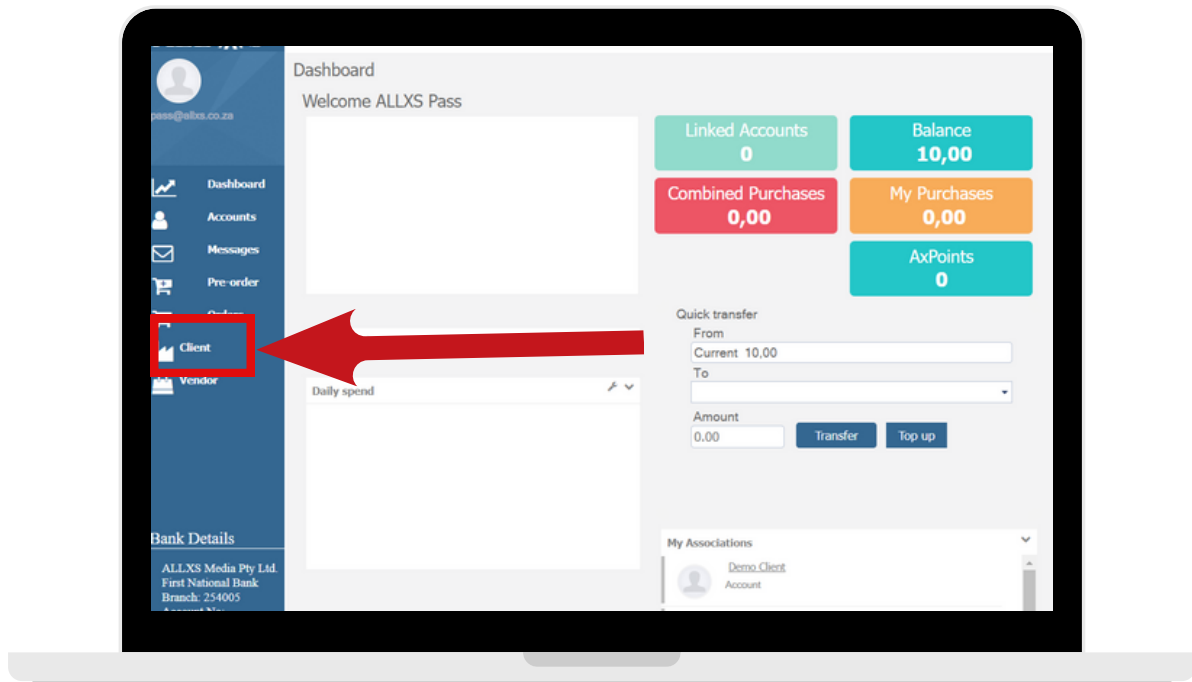 Dashboard
Welcome ALLXS Pass
pass@allxs.co.za
Dashboard
Accounts
Messages
Pre-order
Orders
Client
Vendor
Bank Details
ALLXS Media Pty Ltd.
First National Bank
Branch: 254005
Account No:
Linked Accounts
0
Balance
10,00
Combined Purchases
0,00
My Purchases
0,00
AxPoints
0
Quick transfer
From
Current 10,00
To
Amount
0.00
Transfer
Top up
Daily spend
My Associations
Demo Client
Account